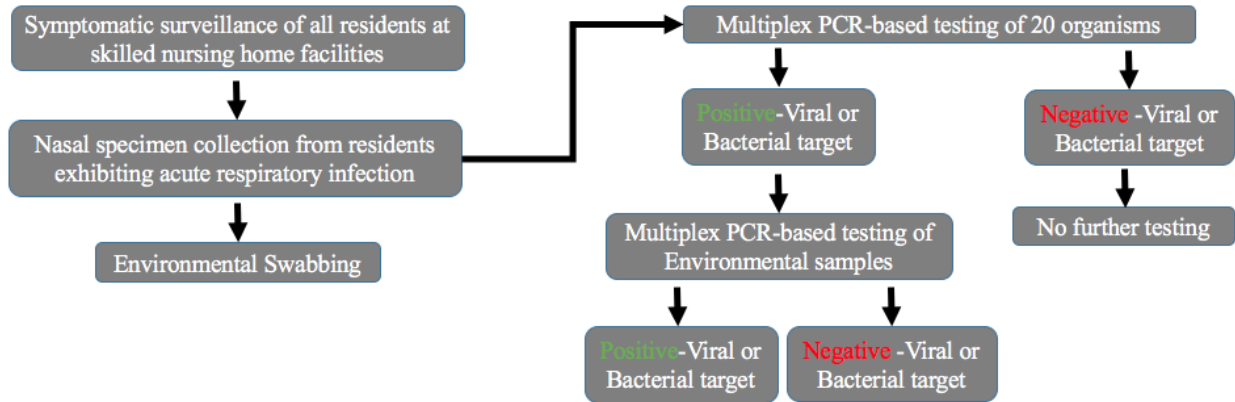 Symptomatic surveillance of all residents at
skilled nursing home facilities
Nasal specimen collection from residents
exhibiting acute respiratory infection
Environmental Swabbing
Multiplex PCR-based testing of 20 organisms
Positive-Viral or
Bacterial target
Negative -Viral or
Bacterial target
No further testing
Multiplex PCR-based testing of
Environmental samples
Positive-Viral or
Bacterial target
Negative -Viral or
Bacterial target